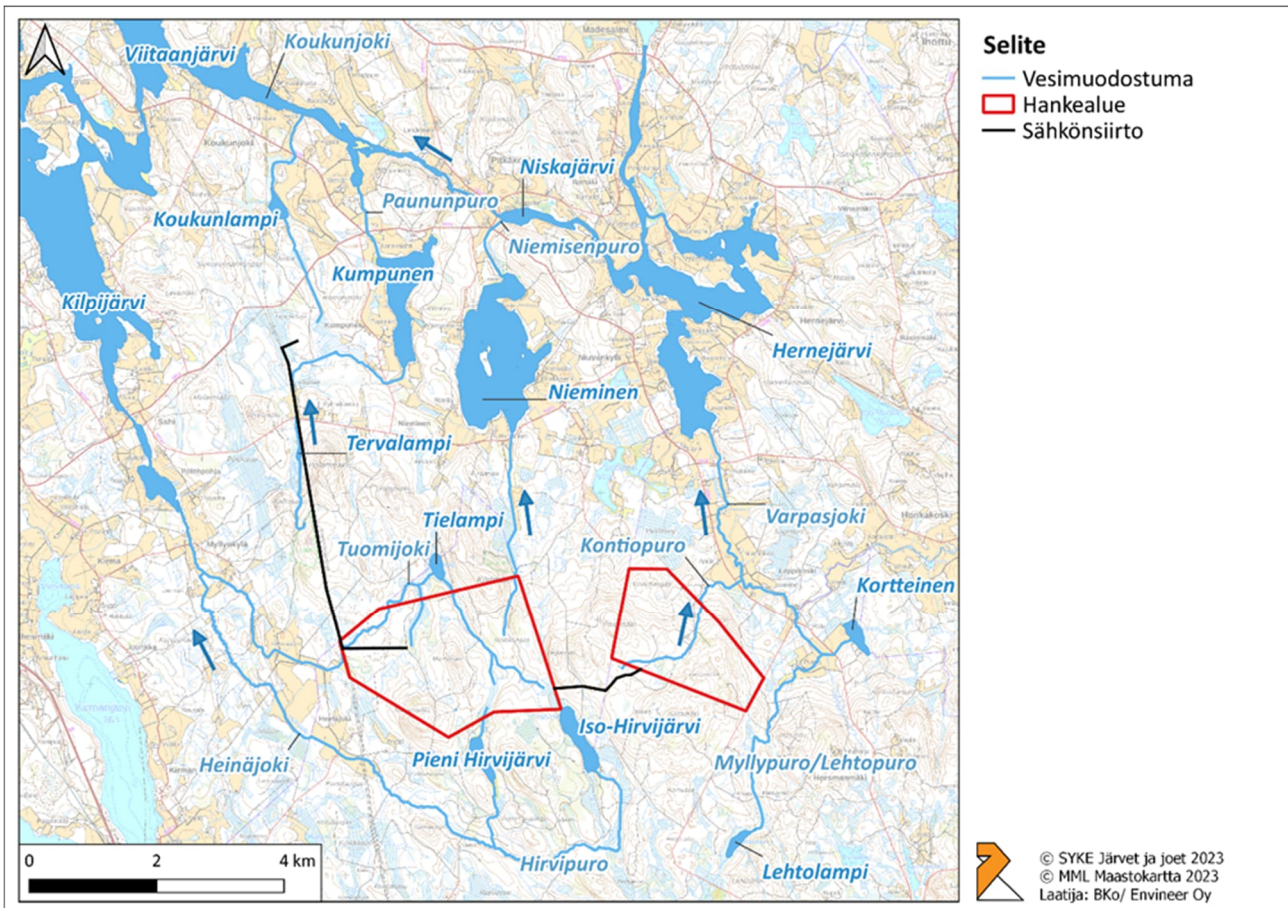 Viitaanjärvi
Koukunjoki
Niskajärvi
Paununpuro
Koukunlampi
Niemisenpuro
Kumpunen
Kilpijärvi
Hernejärvi
Nieminen
Tervalampi
Tielampi
Varpasjoki
Tuomijoki
Kontiopuro
Kortteinen
Iso-Hirvijärvi
Pieni Hirvijärvi
Heinäjoki
Myllypuro/Lehtopuro
Hirvipuro
Lehtolampi
0 2 4 km
Selite
Vesimuodostuma
Hankealue
Sähkönsiirto
© SYKE Järvet ja joet 2023
© MML Maastokartta 2023
Laatija: BKo/ Envineer Oy